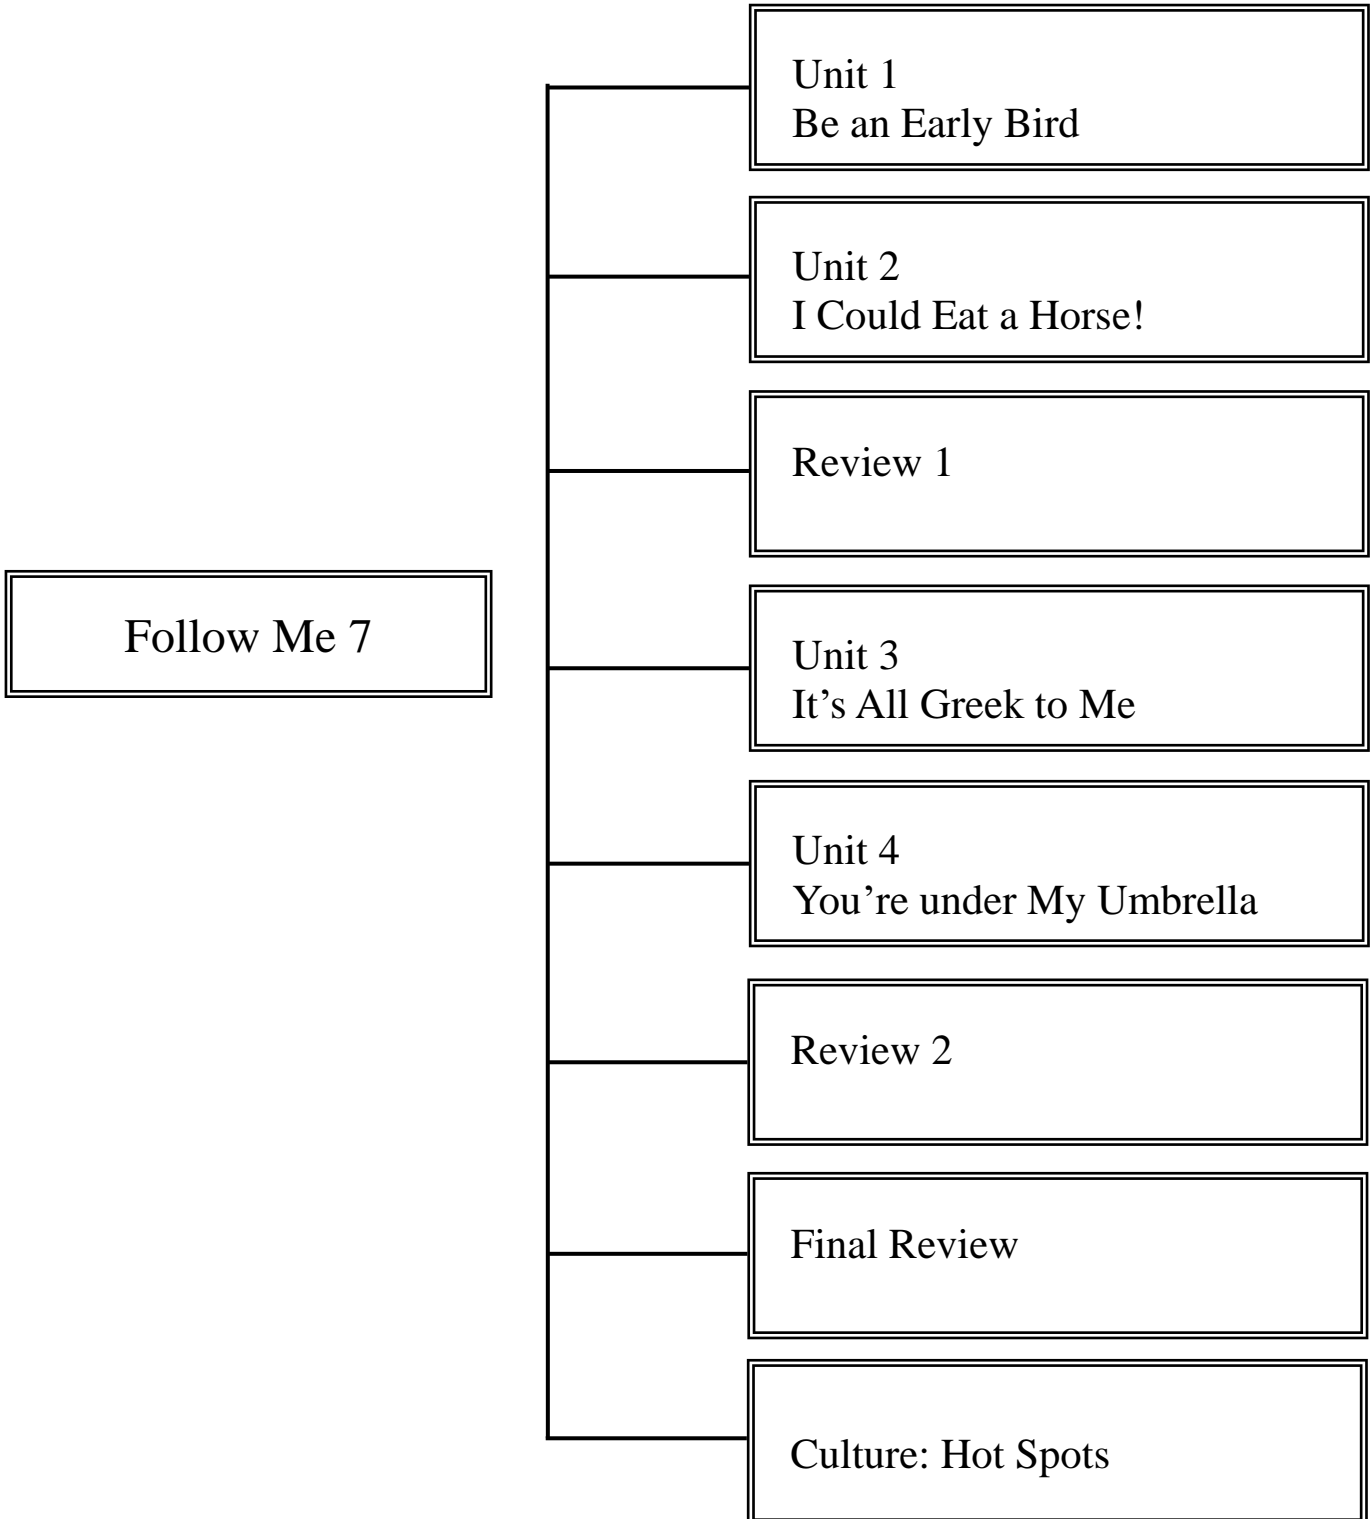 Follow Me 7
Unit 1
Be an Early Bird
Unit 2
I Could Eat a Horse!
Review 1
Unit 3
It’s All Greek to Me
Unit 4
You’re under My Umbrella
Review 2
Final Review
Culture: Hot Spots